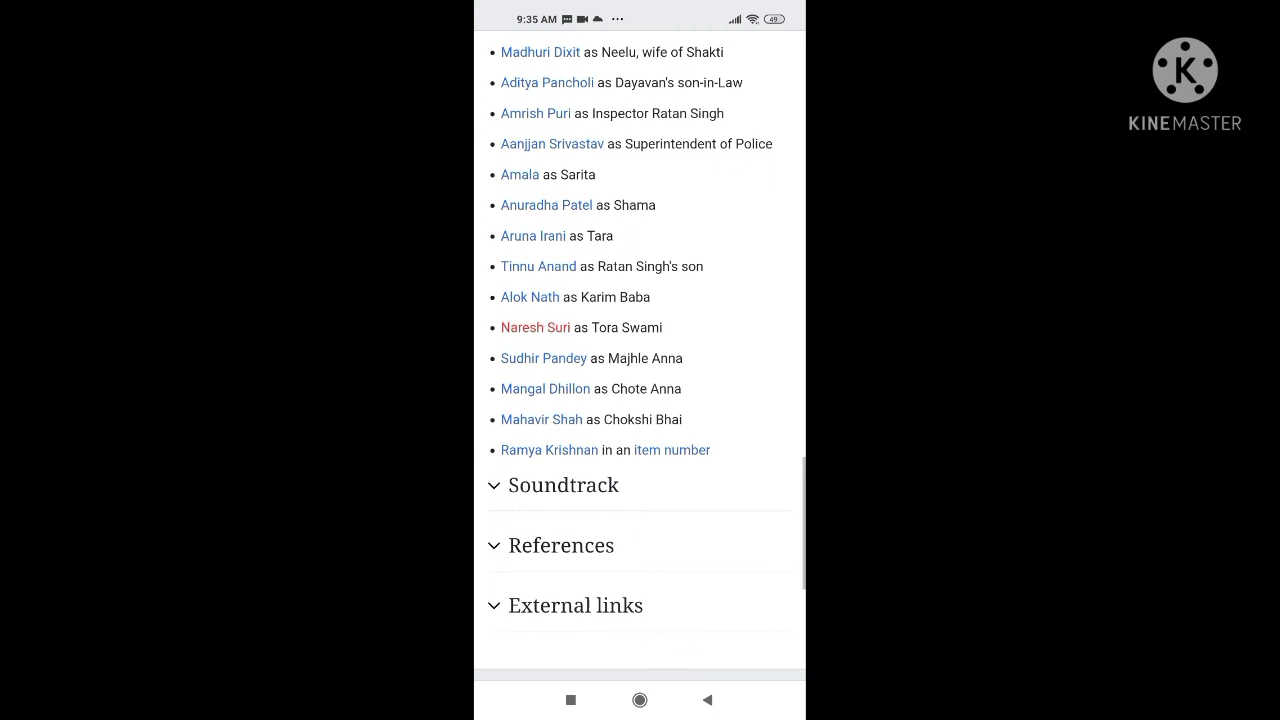 9:35 AM
49
Madhuri Dixit as Neelu, wife of Shakti
Aditya Pancholi as Dayavan's son-in-Law
Amrish Puri as Inspector Ratan Singh
Aanjjan Srivastav as Superintendent of Police
Amala as Sarita
Anuradha Patel as Shama
Aruna Irani as Tara
Tinnu Anand as Ratan Singh's son
Alok Nath as Karim Baba
Naresh Suri as Tora Swami
Sudhir Pandey as Majhle Anna
Mangal Dhillon as Chote Anna
Mahavir Shah as Chokshi Bhai
Ramya Krishnan in an item number
Soundtrack
References
External links
K
KINEMASTER